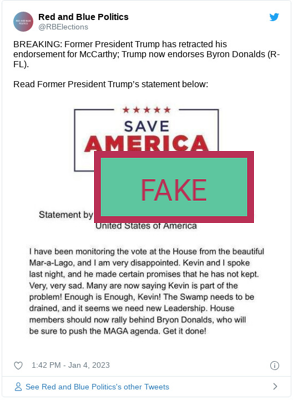 Red and Blue Politics
@RBElections
BREAKING: Former President Trump has retracted his
endorsement for McCarthy; Trump now endorses Byron Donalds (R-
FL).
Read Former President Trump's statement below:
SAVE
AMERICA
FAKE
Statement by
United States of America
I have been monitoring the vote at the House from the beautiful
Mar-a-Lago, and I am very disappointed. Kevin and I spoke
last night, and he made certain promises that he has not kept.
Very, very sad. Many are now saying Kevin is part of the
problem! Enough is Enough, Kevin! The Swamp needs to be
drained, and it seems we need new Leadership. House
members should now rally behind Bryon Donalds, who will
be sure to push the MAGA agenda. Get it done!
1:42 PM - Jan 4, 2023
See Red and Blue Politics's other Tweets